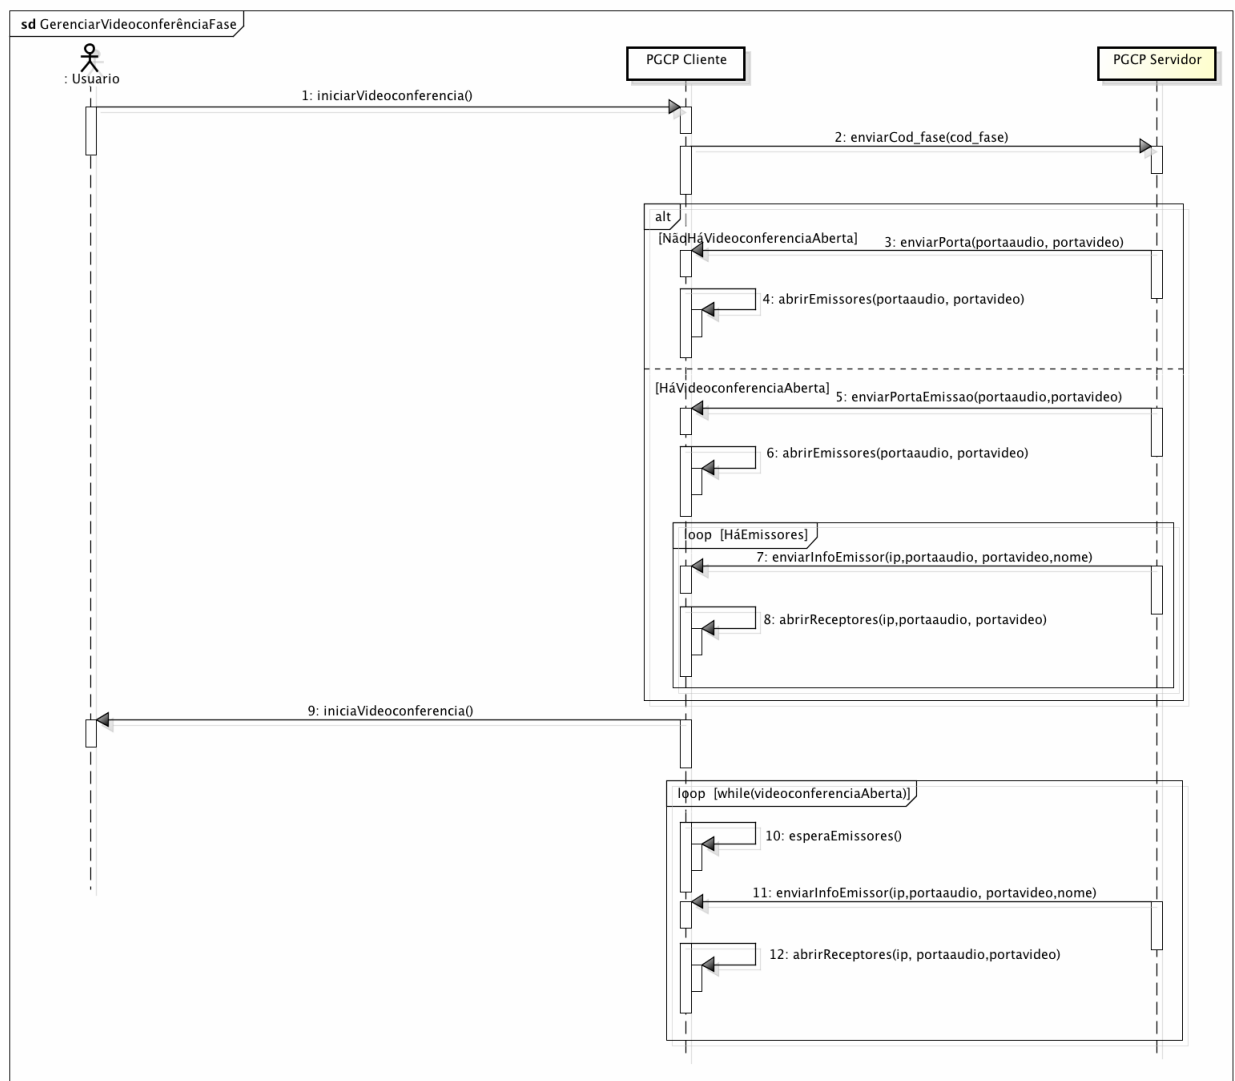 sd GerenciarVideoconferênciaFase
: Usuario
PGCP Cliente
PGCP Servidor
1: iniciarVideoconferencia()
2: enviarCod_fase(cod_fase)
alt
[NãoHáVideoconferenciaAberta]
3: enviarPorta(portaaudio, portavideo)
4: abrirEmissores(portaaudio, portavideo)
[HáVideoconferenciaAberta]
5: enviarPortaEmissao(portaaudio,portavideo)
6: abrirEmissores(portaaudio, portavideo)
loop [HáEmissores]
7: enviarInfoEmissor(ip,portaaudio, portavideo,nome)
8: abrirReceptores(ip,portaaudio, portavideo)
9: iniciaVideoconferencia()
loop [while(videoconferenciaAberta)]
10: esperaEmissores()
11: enviarInfoEmissor(ip,portaaudio, portavideo,nome)
12: abrirReceptores(ip, portaaudio,portavideo)